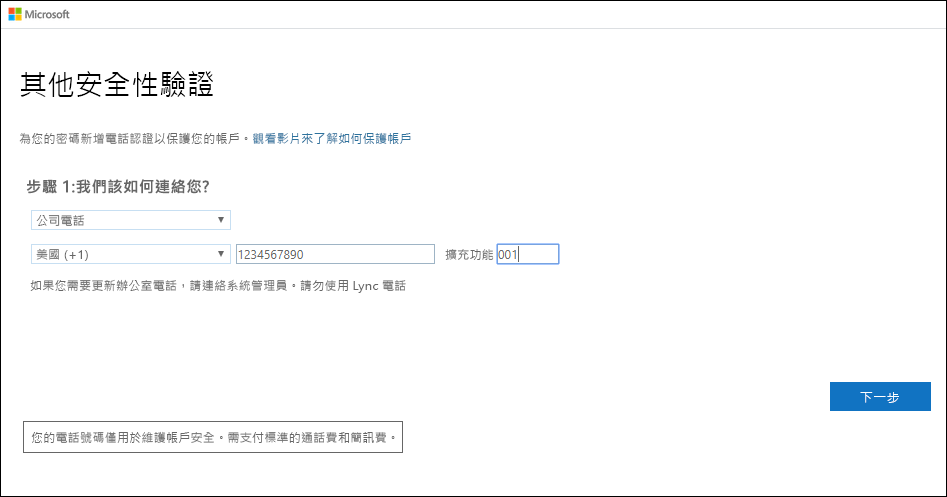 Microsoft
其他安全性驗證
為您的密碼新增電話認證以保護您的帳戶。觀看影片來了解如何保護帳戶
步驟 1:我們該如何連絡您?
公司電話
美國 (+1) 1234567890 擴充功能 001
如果您需要更新辦公室電話，請連絡系統管理員。請勿使用 Lync 電話
下一步
您的電話號碼僅用於維護帳戶安全。需支付標準的通話費和簡訊費。